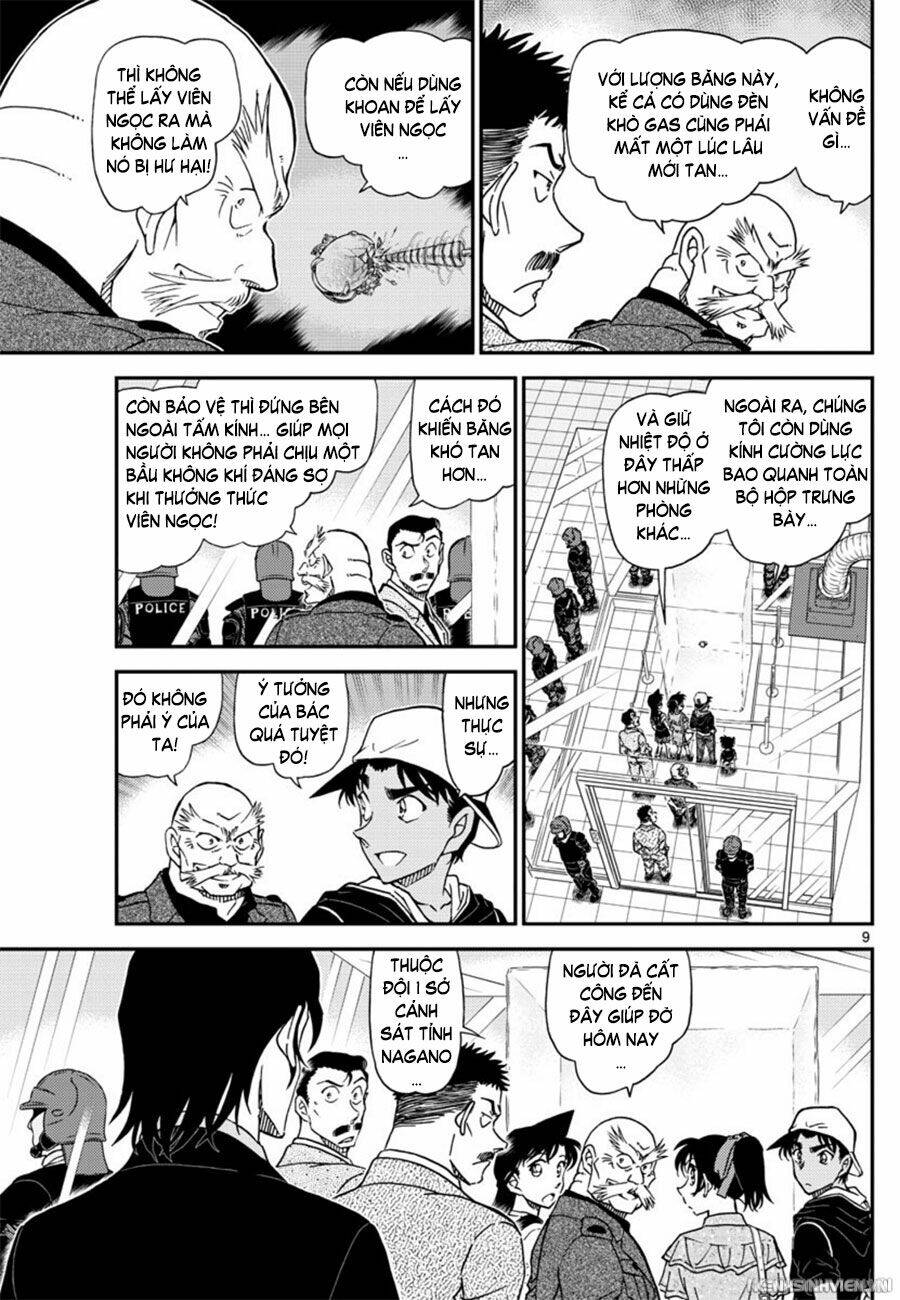 KHÔNG
VẤN ĐỀ
GÌ...
VỚI LƯỢNG BĂNG NÀY,
KỂ CẢ CÓ DÙNG ĐÈN
KHÒ GAS CŨNG PHẢI
MẤT MỘT LÚC LÂU
MỚI TAN...
CÒN NẾU DÙNG
KHOAN ĐỂ LẤY
VIÊN NGỌC
...
THÌ KHÔNG
THỂ LẤY VIÊN
NGỌC RA MÀ
KHÔNG LÀM
NÓ BỊ HƯ HẠI!
NGOÀI RA, CHÚNG
TÔI CÒN DÙNG
KÍNH CƯỜNG LỰC
BAO QUANH TOÀN
BỘ HỘP TRƯNG
BÀY...
VÀ GIỮ
NHIỆT ĐỘ Ở
ĐÂY THẤP
HƠN NHỮNG
PHÒNG
KHÁC...
CÁCH ĐÓ
KHIẾN BĂNG
KHÓ TAN
HƠN...
CÒN BẢO VỆ THÌ ĐỨNG BÊN
NGOÀI TẤM KÍNH... GIÚP MỌI
NGƯỜI KHÔNG PHẢI CHỊU MỘT
BẦU KHÔNG KHÍ ĐÁNG SỢ
KHI THƯỞNG THỨC
VIÊN NGỌC!
POLICE
POLICE
NHƯNG
THỰC
SỰ...
Ý TƯỞNG
CỦA BÁC
QUÁ TUYỆT
ĐÓ!
ĐÓ KHÔNG
PHẢI Ý CỦA
TA!
9
NGƯỜI ĐÃ CẤT
CÔNG ĐẾN
ĐÂY GIÚP ĐỠ
HÔM NAY
...
THUỘC
ĐỘI 1 SỞ
CẢNH
SÁT TỈNH
NAGANO
...
KENHSINHVIEN.VN